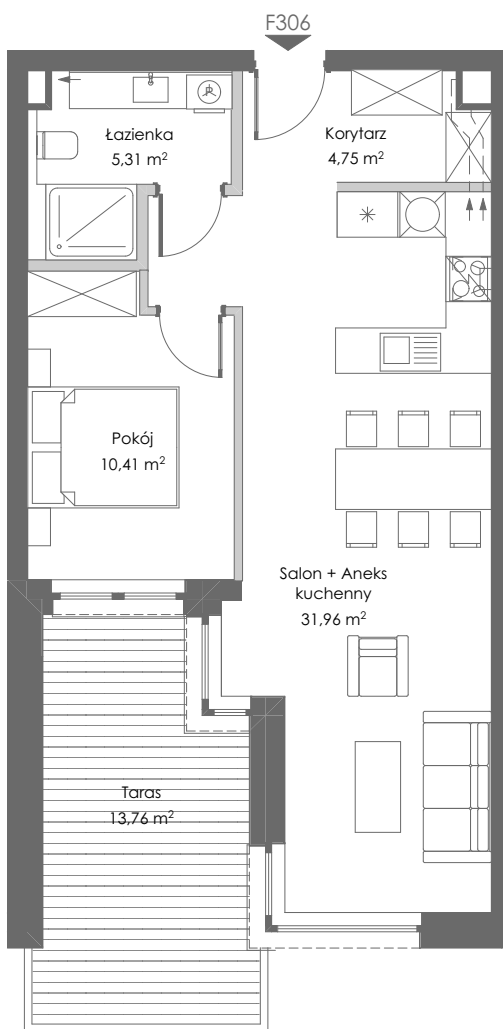 F306
Łazienka
5,31 m²
Korytarz
4,75 m²
Pokój
10,41 m²
Salon + Aneks
kuchenny
31,96 m²
Taras
13,76 m²